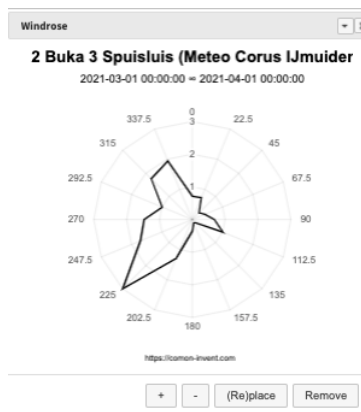 Windrose
2 Buka 3 Spuisluis (Meteo Corus IJmuider
2021-03-01 00:00:00 = 2021-04-01 00:00:00
0
337.5 22.5
3
315 45
2
292.5 67.5
1
270 90
247.5 112.5
225 135
202.5 157.5
180
https://comon-invent.com
+ - (Re)place Remove